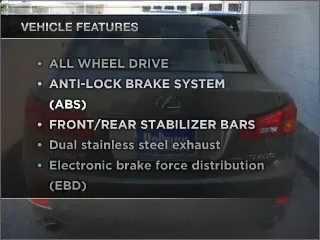 VEHICLE FEATURES
• ALL WHEEL DRIVE
• ANTI-LOCK BRAKE SYSTEM
(ABS)
• FRONT/REAR STABILIZER BARS
• Dual stainless steel exhaust
• Electronic brake force distribution
(EBD)